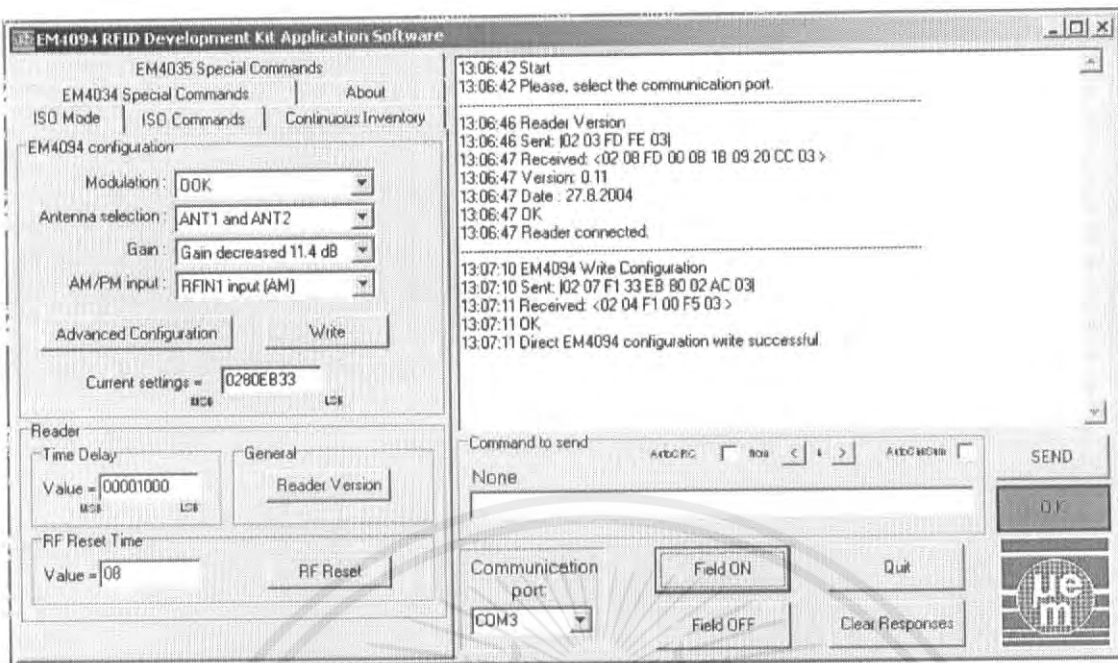 EM4094 RFID Development Kit Application Software
EM4035 Special Commands
EM4034 Special Commands About
ISO Mode ISO Commands Continuous Inventory
EM4094 configuration
Modulation : OOK
Antenna selection : ANT1 and ANT2
Gain : Gain decreased 11.4 dB
AM/PM input : RFIN1 input (AM)
Advanced Configuration Write
Current settings = 0280EB33
MSB LSB
Reader
Time Delay
Value = 00001000
MSB LSB
General
Reader Version
RF Reset Time
Value = 08
RF Reset
13:06:42 Start
13:06:42 Please, select the communication port.
13:06:46 Reader Version
13:06:46 Sent: |02 03 FD FE 03|
13:06:47 Received: <02 08 FD 00 0B 1B 09 20 CC 03 >
13:06:47 Version: 0.11
13:06:47 Date : 27.8.2004
13:06:47 OK
13:06:47 Reader connected.
13:07:10 EM4094 Write Configuration
13:07:10 Sent: |02 07 F1 33 EB 80 02 AC 03|
13:07:11 Received: <02 04 F1 00 F5 03 >
13:07:11 OK
13:07:11 Direct EM4094 configuration write successful.
Command to send
< >
SEND
None
OK
Communication
port:
COM3
Field ON
Quit
Field OFF
Clear Responses
μem